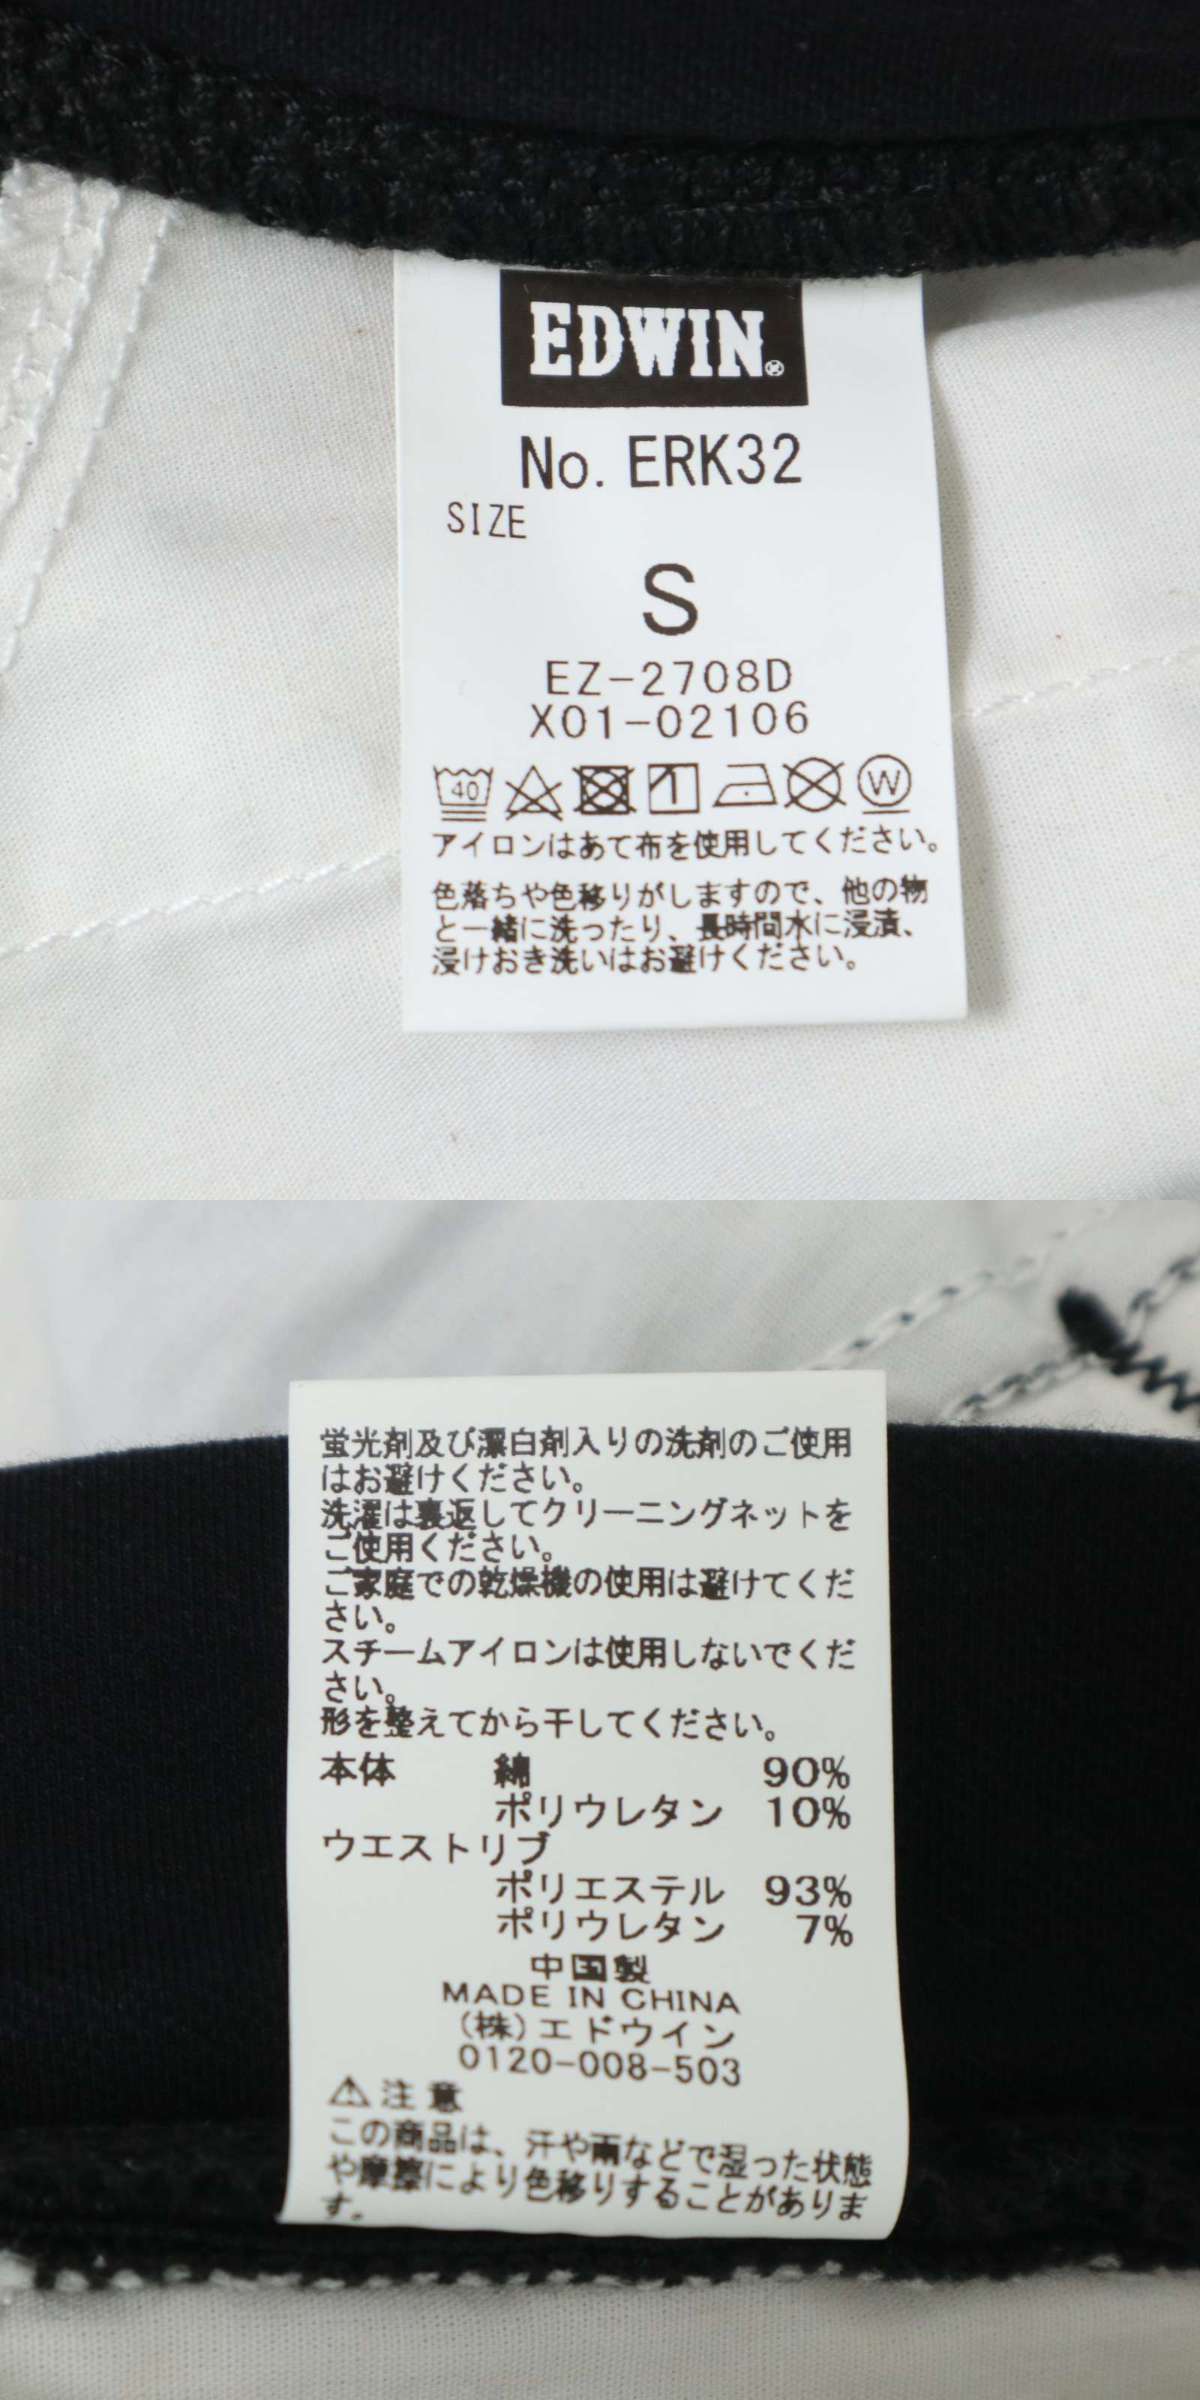 EDWIN®
No. ERK32
SIZE
S
EZ-2708D
X01-02106
40 W
アイロンはあて布を使用してください。
色落ちや色移りがしますので、他の物
と一緒に洗ったり、長時間水に浸漬、
浸けおき洗いはお避けください。
蛍光剤及び漂白剤入りの洗剤のご使用
はお避けください。
洗濯は裏返してクリーニングネットを
ご使用ください。
ご家庭での乾燥機の使用は避けてくだ
さい。
スチームアイロンは使用しないでくだ
さい。
形を整えてから干してください。
本体 綿 90%
ポリウレタン 10%
ウエストリブ
ポリエステル 93%
ポリウレタン 7%
中国製
MADE IN CHINA
(株)エドウイン
0120-008-503
⚠注意
この商品は、汗や雨などで湿った状態
や摩擦により色移りすることがありま
す。